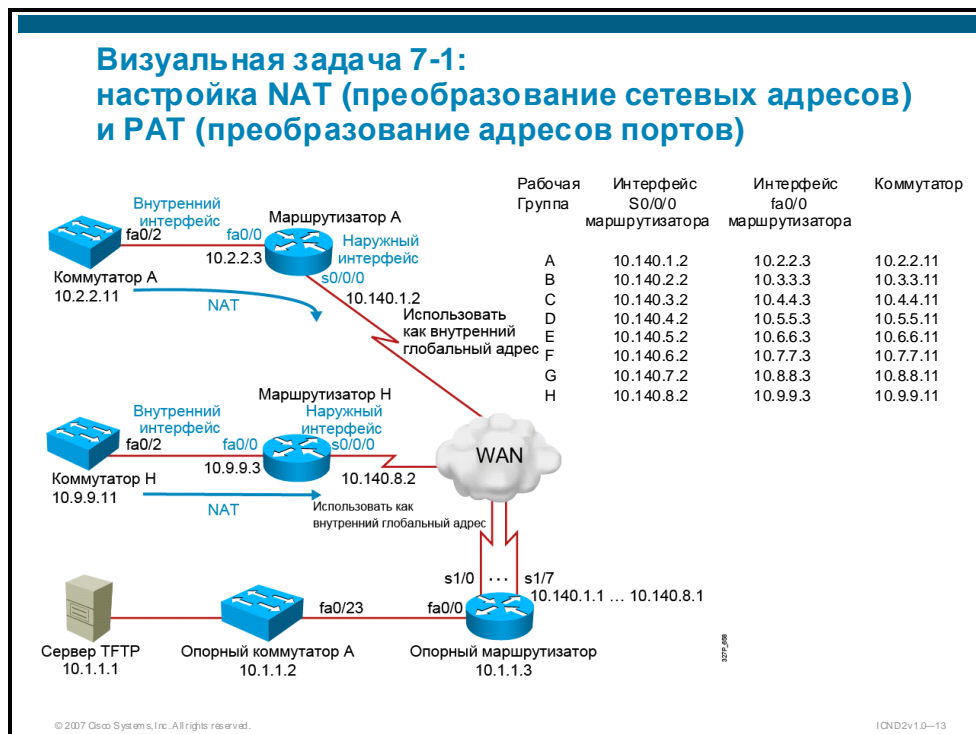 Визуальная задача 7-1:
настройка NAT (преобразование сетевых адресов)
и PAT (преобразование адресов портов)
Рабочая Интерфейс Интерфейс Коммутатор
Группа S0/0/0 fa0/0
маршрутизатора маршрутизатора
A 10.140.1.2 10.2.2.3 10.2.2.11
B 10.140.2.2 10.3.3.3 10.3.3.11
C 10.140.3.2 10.4.4.3 10.4.4.11
D 10.140.4.2 10.5.5.3 10.5.5.11
E 10.140.5.2 10.6.6.3 10.6.6.11
F 10.140.6.2 10.7.7.3 10.7.7.11
G 10.140.7.2 10.8.8.3 10.8.8.11
H 10.140.8.2 10.9.9.3 10.9.9.11
Внутренний
интерфейс
fa0/2
fa0/0
Маршрутизатор A
10.2.2.3
Наружный
интерфейс
s0/0/0
Коммутатор A
10.2.2.11
NAT
10.140.1.2
Использовать
как внутренний
глобальный адрес
Внутренний
интерфейс
fa0/2
fa0/0
Маршрутизатор H
Наружный
интерфейс
s0/0/0
10.9.9.3
10.140.8.2
Коммутатор H
10.9.9.11
NAT
Использовать как
внутренний глобальный адрес
WAN
s1/0 ... s1/7
10.140.1.1 ... 10.140.8.1
fa0/23
fa0/0
Сервер TFTP
10.1.1.1
Опорный коммутатор A
10.1.1.2
Опорный маршрутизатор
10.1.1.3
327P_658
© 2007 Cisco Systems, Inc. All rights reserved.
ICND2 v1.0—13